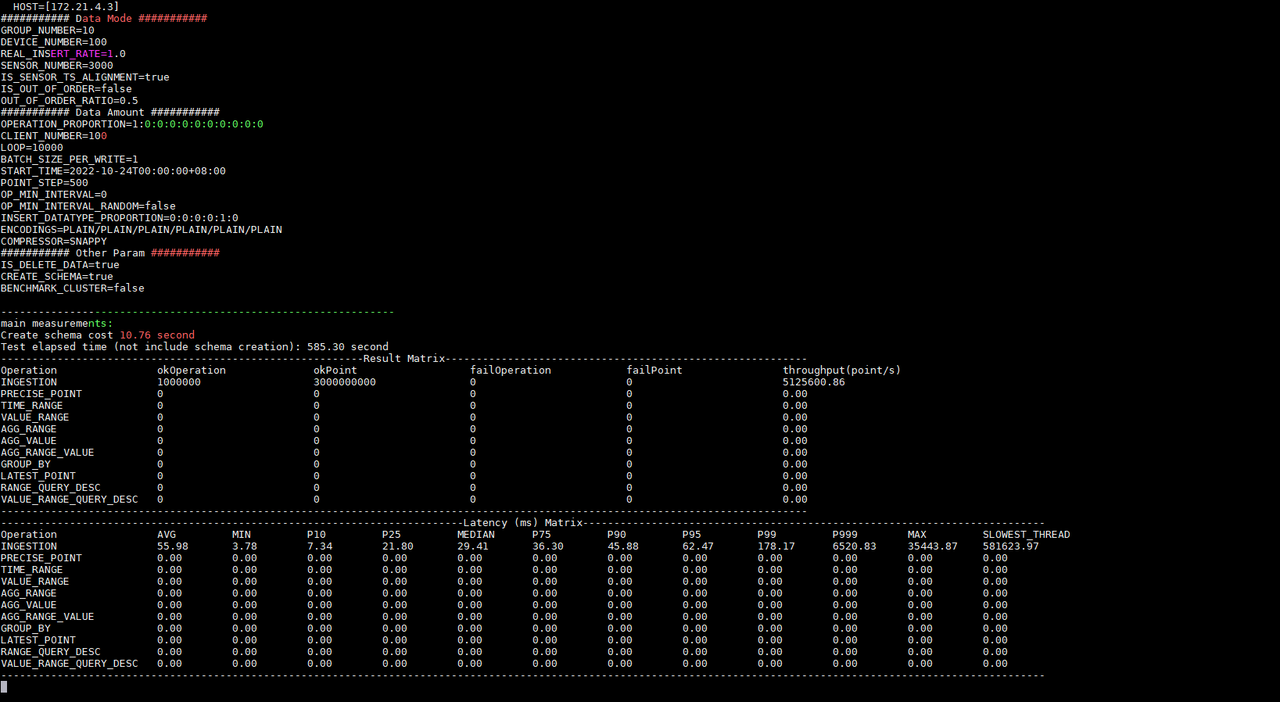 HOST=[172.21.4.3]
########### Data Mode ###########
GROUP_NUMBER=10
DEVICE_NUMBER=100
REAL_INSERT_RATE=1.0
SENSOR_NUMBER=3000
IS_SENSOR_TS_ALIGNMENT=true
IS_OUT_OF_ORDER=false
OUT_OF_ORDER_RATIO=0.5
########### Data Amount ###########
OPERATION_PROPORTION=1:0:0:0:0:0:0:0:0:0:0
CLIENT_NUMBER=100
LOOP=10000
BATCH_SIZE_PER_WRITE=1
START_TIME=2022-10-24T00:00:00+08:00
POINT_STEP=500
OP_MIN_INTERVAL=0
OP_MIN_INTERVAL_RANDOM=false
INSERT_DATATYPE_PROPORTION=0:0:0:0:1:0
ENCODINGS=PLAIN/PLAIN/PLAIN/PLAIN/PLAIN/PLAIN
COMPRESSOR=SNAPPY
########### Other Param ###########
IS_DELETE_DATA=true
CREATE_SCHEMA=true
BENCHMARK_CLUSTER=false
---------------------------------------------------------------
main measurements:
Create schema cost 10.76 second
Test elapsed time (not include schema creation): 585.30 second
----------------------------------------------------------Result Matrix----------------------------------------------------------
Operation okOperation okPoint failOperation failPoint throughput(point/s)
INGESTION 1000000 3000000000 0 0 5125600.86
PRECISE_POINT 0 0 0 0 0.00
TIME_RANGE 0 0 0 0 0.00
VALUE_RANGE 0 0 0 0 0.00
AGG_RANGE 0 0 0 0 0.00
AGG_VALUE 0 0 0 0 0.00
AGG_RANGE_VALUE 0 0 0 0 0.00
GROUP_BY 0 0 0 0 0.00
LATEST_POINT 0 0 0 0 0.00
RANGE_QUERY_DESC 0 0 0 0 0.00
VALUE_RANGE_QUERY_DESC 0 0 0 0 0.00
---------------------------------------------------------------------------------------------------------------------------------
--------------------------------------------------------------------------Latency (ms) Matrix--------------------------------------------------------------------------
Operation AVG MIN P10 P25 MEDIAN P75 P90 P95 P99 P999 MAX SLOWEST_THREAD
INGESTION 55.98 3.78 7.34 21.80 29.41 36.30 45.88 62.47 178.17 6520.83 35443.87 581623.97
PRECISE_POINT 0.00 0.00 0.00 0.00 0.00 0.00 0.00 0.00 0.00 0.00 0.00 0.00
TIME_RANGE 0.00 0.00 0.00 0.00 0.00 0.00 0.00 0.00 0.00 0.00 0.00 0.00
VALUE_RANGE 0.00 0.00 0.00 0.00 0.00 0.00 0.00 0.00 0.00 0.00 0.00 0.00
AGG_RANGE 0.00 0.00 0.00 0.00 0.00 0.00 0.00 0.00 0.00 0.00 0.00 0.00
AGG_VALUE 0.00 0.00 0.00 0.00 0.00 0.00 0.00 0.00 0.00 0.00 0.00 0.00
AGG_RANGE_VALUE 0.00 0.00 0.00 0.00 0.00 0.00 0.00 0.00 0.00 0.00 0.00 0.00
GROUP_BY 0.00 0.00 0.00 0.00 0.00 0.00 0.00 0.00 0.00 0.00 0.00 0.00
LATEST_POINT 0.00 0.00 0.00 0.00 0.00 0.00 0.00 0.00 0.00 0.00 0.00 0.00
RANGE_QUERY_DESC 0.00 0.00 0.00 0.00 0.00 0.00 0.00 0.00 0.00 0.00 0.00 0.00
VALUE_RANGE_QUERY_DESC 0.00 0.00 0.00 0.00 0.00 0.00 0.00 0.00 0.00 0.00 0.00 0.00
-----------------------------------------------------------------------------------------------------------------------------------------------------------------------